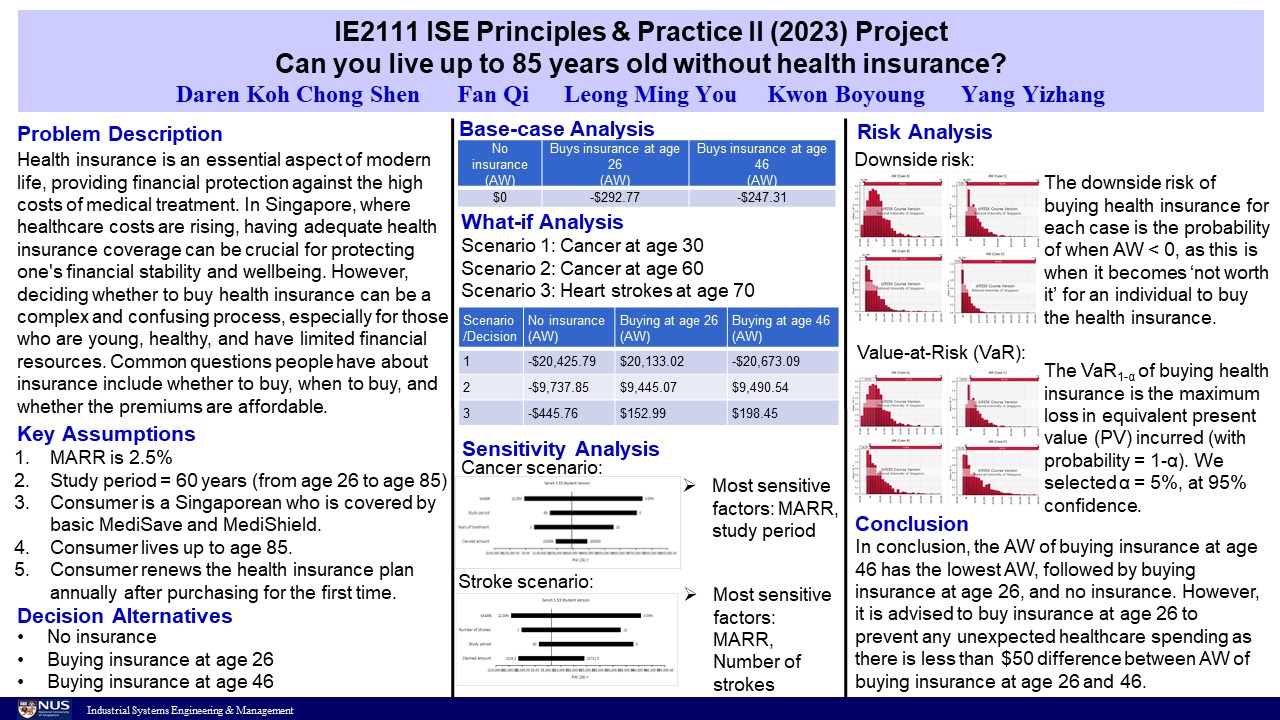 IE2111 ISE Principles & Practice II (2023) Project
Can you live up to 85 years old without health insurance?
Daren Koh Chong Shen Fan Qi Leong Ming You Kwon Boyoung Yang Yizhang
Problem Description
Health insurance is an essential aspect of modern
life, providing financial protection against the high
costs of medical treatment. In Singapore, where
healthcare costs are rising, having adequate health
insurance coverage can be crucial for protecting
one's financial stability and wellbeing. However,
deciding whether to buy health insurance can be a
complex and confusing process, especially for those
who are young, healthy, and have limited financial
resources. Common questions people have about
insurance include whether to buy, when to buy, and
whether the premiums are affordable.
Key Assumptions
1. MARR is 2.5%
2. Study period = 60 years (from age 26 to age 85)
3. Consumer is a Singaporean who is covered by
basic MediSave and MediShield.
4. Consumer lives up to age 85.
5. Consumer renews the health insurance plan
annually after purchasing for the first time.
Decision Alternatives
• No insurance
• Buying insurance at age 26
• Buying insurance at age 46
Base-case Analysis
No insurance (AW) Buys insurance at age 26 (AW) Buys insurance at age 46 (AW)
$0 -$292.77 -$247.31
What-if Analysis
Scenario 1: Cancer at age 30
Scenario 2: Cancer at age 60
Scenario 3: Heart strokes at age 70
Scenario /Decision No insurance (AW) Buying at age 26 (AW) Buying at age 46 (AW)
1 -$20,425.79 $20,133.02 -$20,673.09
2 -$9,737.85 $9,445.07 $9,490.54
3 -$445.76 $152.99 $198.45
Sensitivity Analysis
Cancer scenario:
MARR
Study period
Years of treatment
Claimed amount
➢ Most sensitive
factors: MARR,
study period
Stroke scenario:
MARR
Number of strokes
Study period
Claimed amount
➢ Most sensitive
factors:
MARR,
Number of
strokes
Risk Analysis
Downside risk:
The downside risk of
buying health insurance for
each case is the probability
of when AW < 0, as this is
when it becomes ‘not worth
it’ for an individual to buy
the health insurance.
Value-at-Risk (VaR):
The VaR1-α of buying health
insurance is the maximum
loss in equivalent present
value (PV) incurred (with
probability = 1-α). We
selected α = 5%, at 95%
confidence.
Conclusion
In conclusion, the AW of buying insurance at age
46 has the lowest AW, followed by buying
insurance at age 26, and no insurance. However,
it is advised to buy insurance at age 26 to
prevent any unexpected healthcare spending as
there is less than $50 difference between AW of
buying insurance at age 26 and 46.
NUS
National University
of Singapore
Industrial Systems Engineering & Management